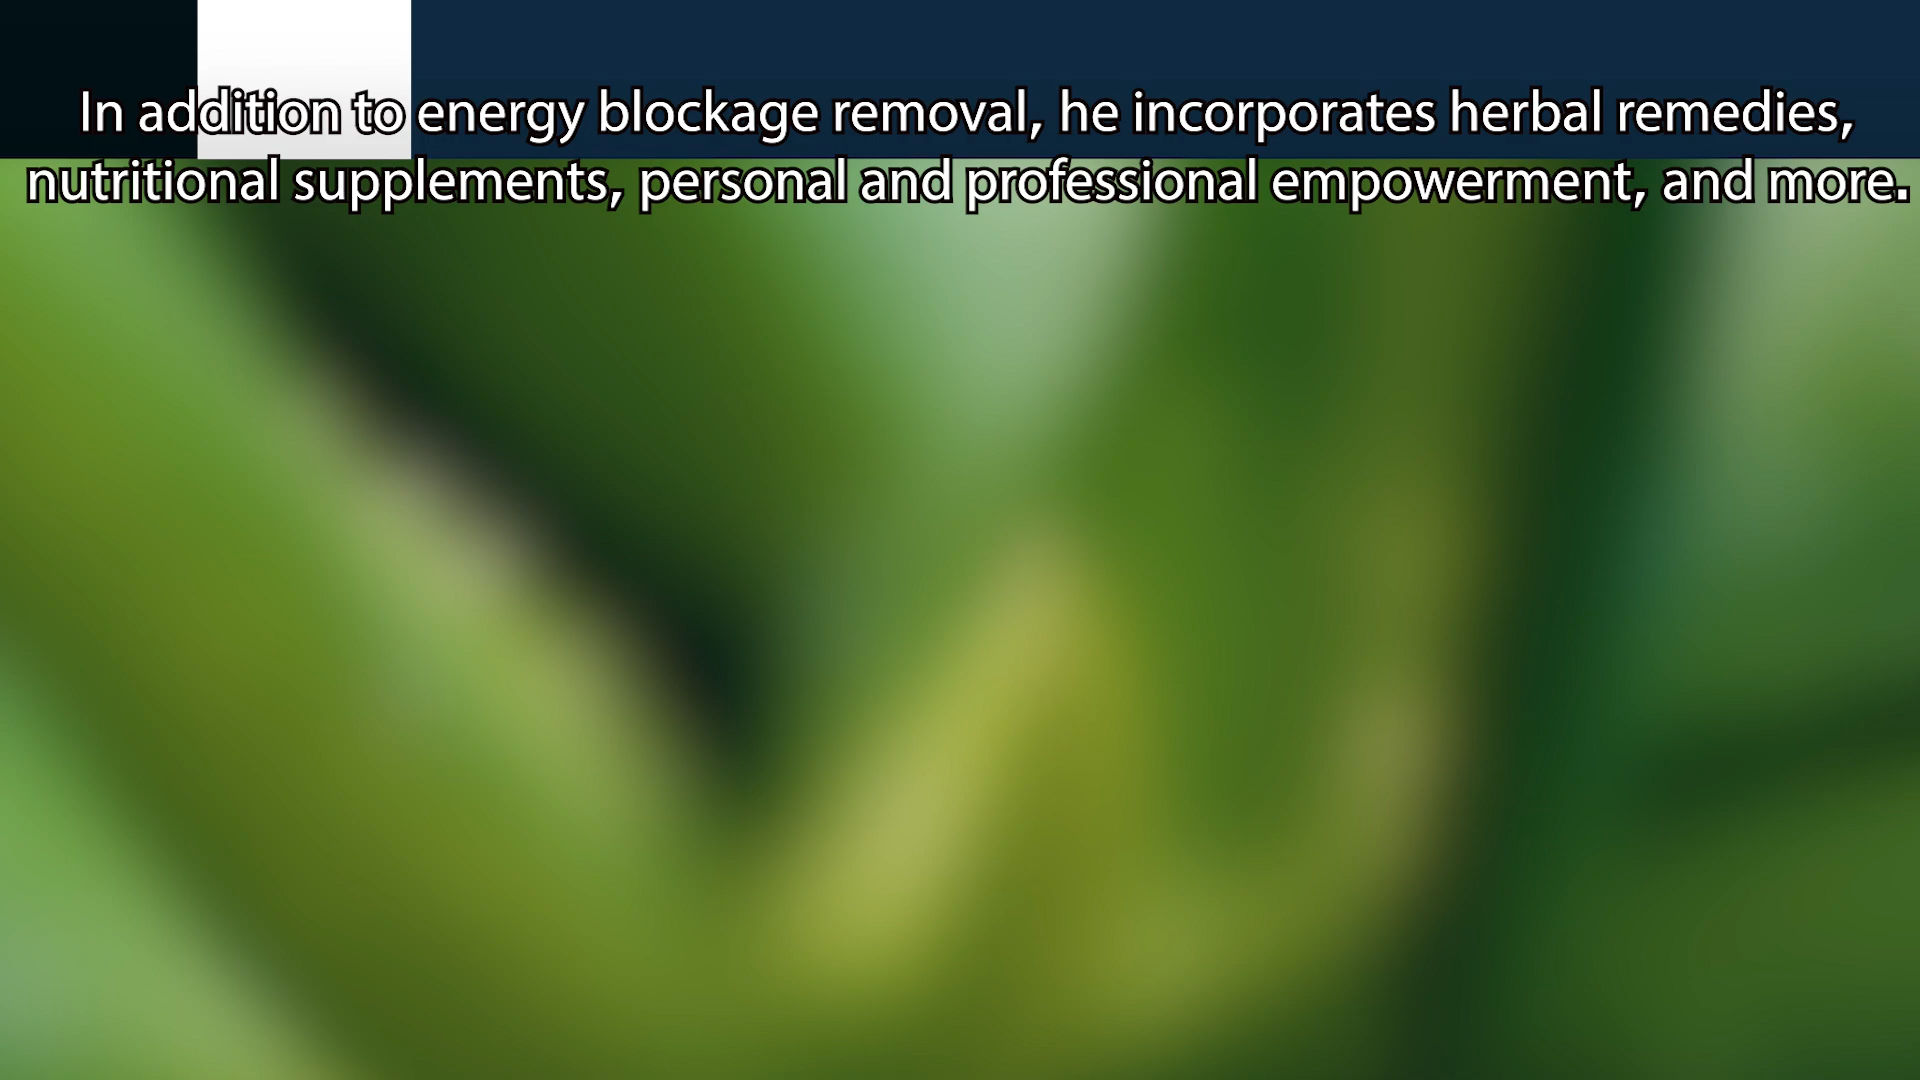 In addition to energy blockage removal, he incorporates herbal remedies,
nutritional supplements, personal and professional empowerment, and more.